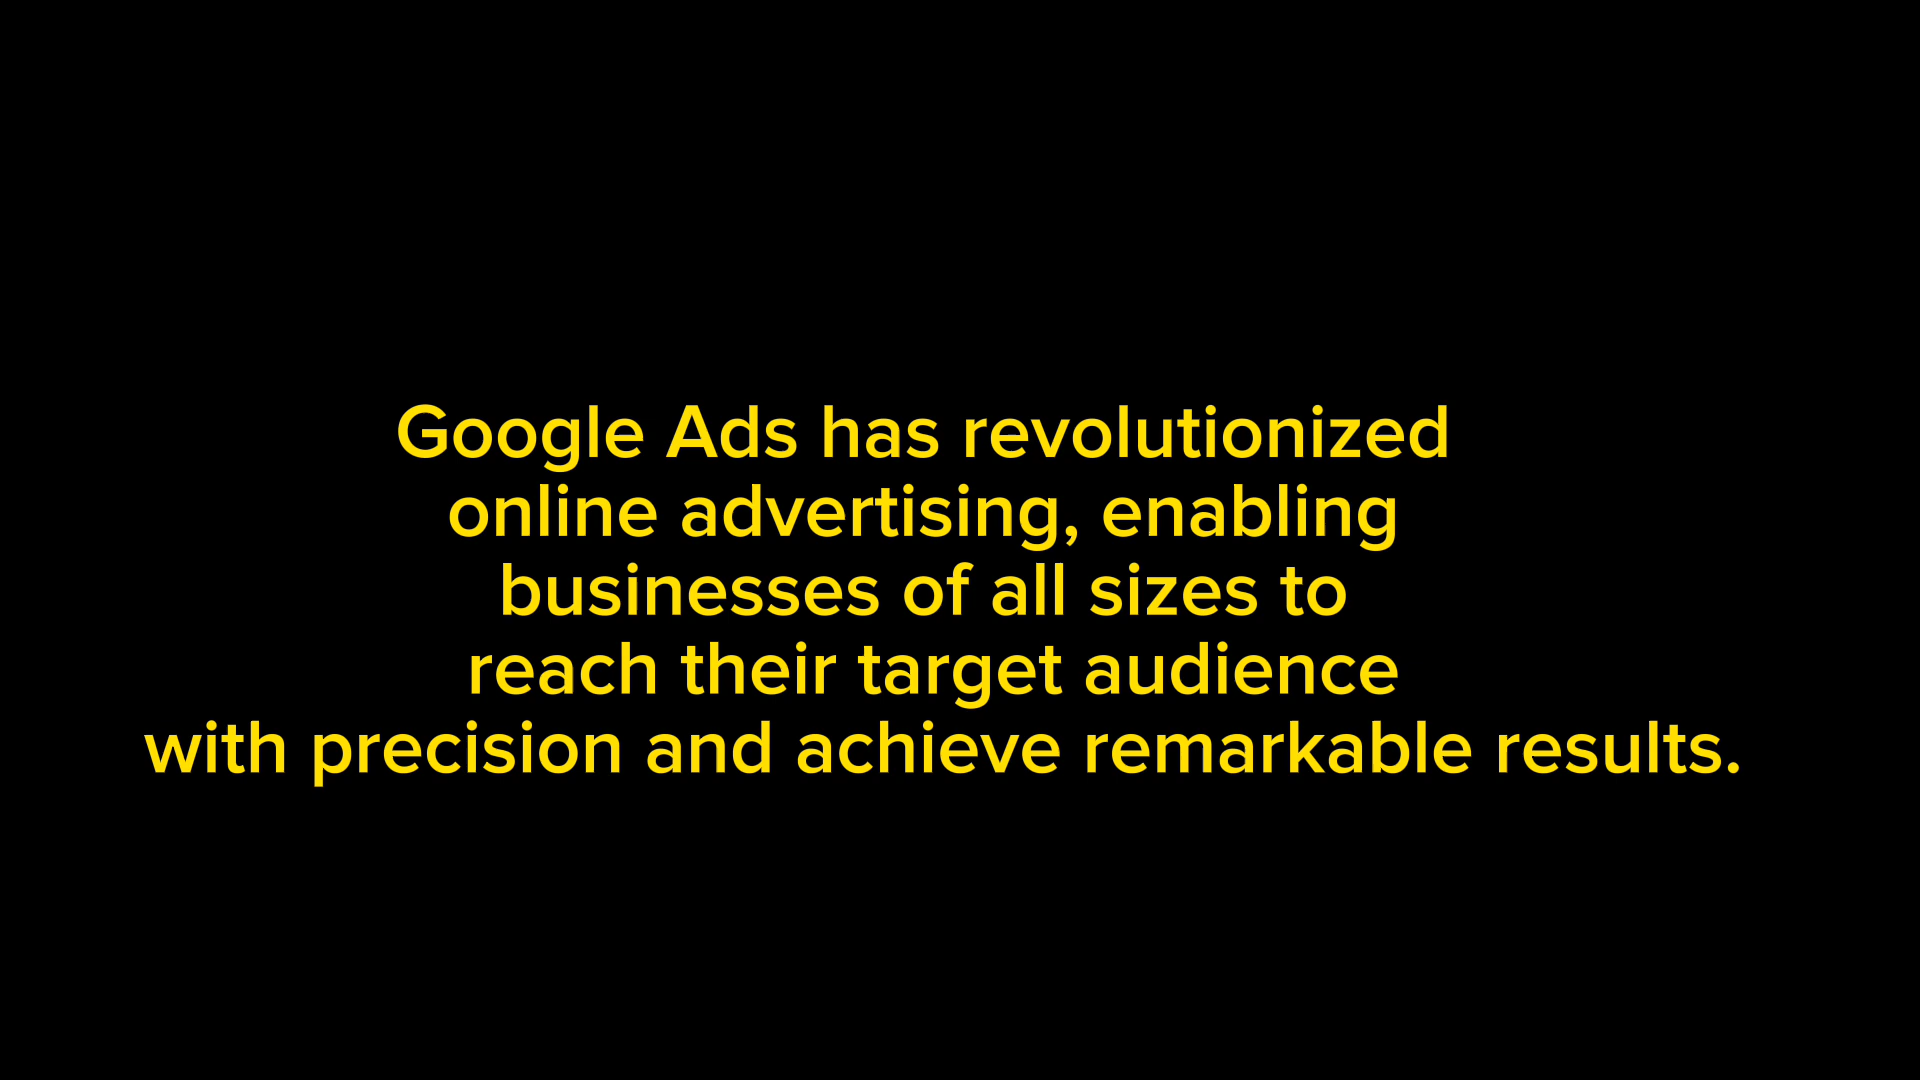 Google Ads has revolutionized
online advertising, enabling
businesses of all sizes to
reach their target audience
with precision and achieve remarkable results.